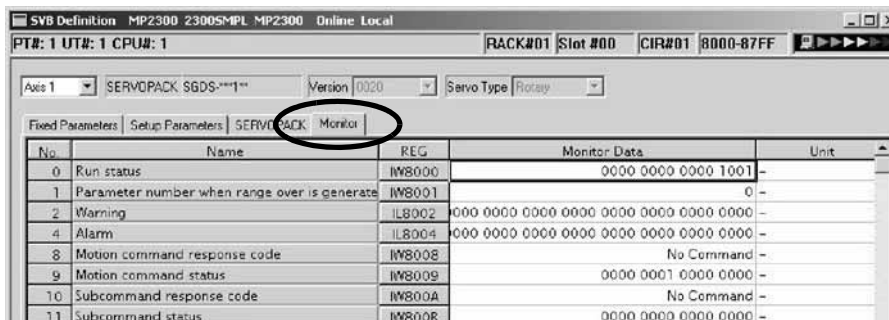 SVB Definition MP2300 2300SMPL MP2300 Online Local
PT#: 1 UT#: 1 CPU#: 1 RACK#01 Slot #00 CIR#01 8000-87FF
Axis 1 SERVOPACK SGDS-***1** Version 0020 Servo Type Rotary
Fixed Parameters Setup Parameters SERVOPACK Monitor
No. Name REG Monitor Data Unit
0 Run status IW8000 0000 0000 0000 1001 -
1 Parameter number when range over is generate IW8001 0 -
2 Warning IL8002 0000 0000 0000 0000 0000 0000 0000 0000 -
4 Alarm IL8004 0000 0000 0000 0000 0000 0000 0000 0000 -
8 Motion command response code IW8008 No Command -
9 Motion command status IW8009 0000 0001 0000 0000 -
10 Subcommand response code IW800A No Command -
11 Subcommand status IW800B 0000 0000 0000 0000 -